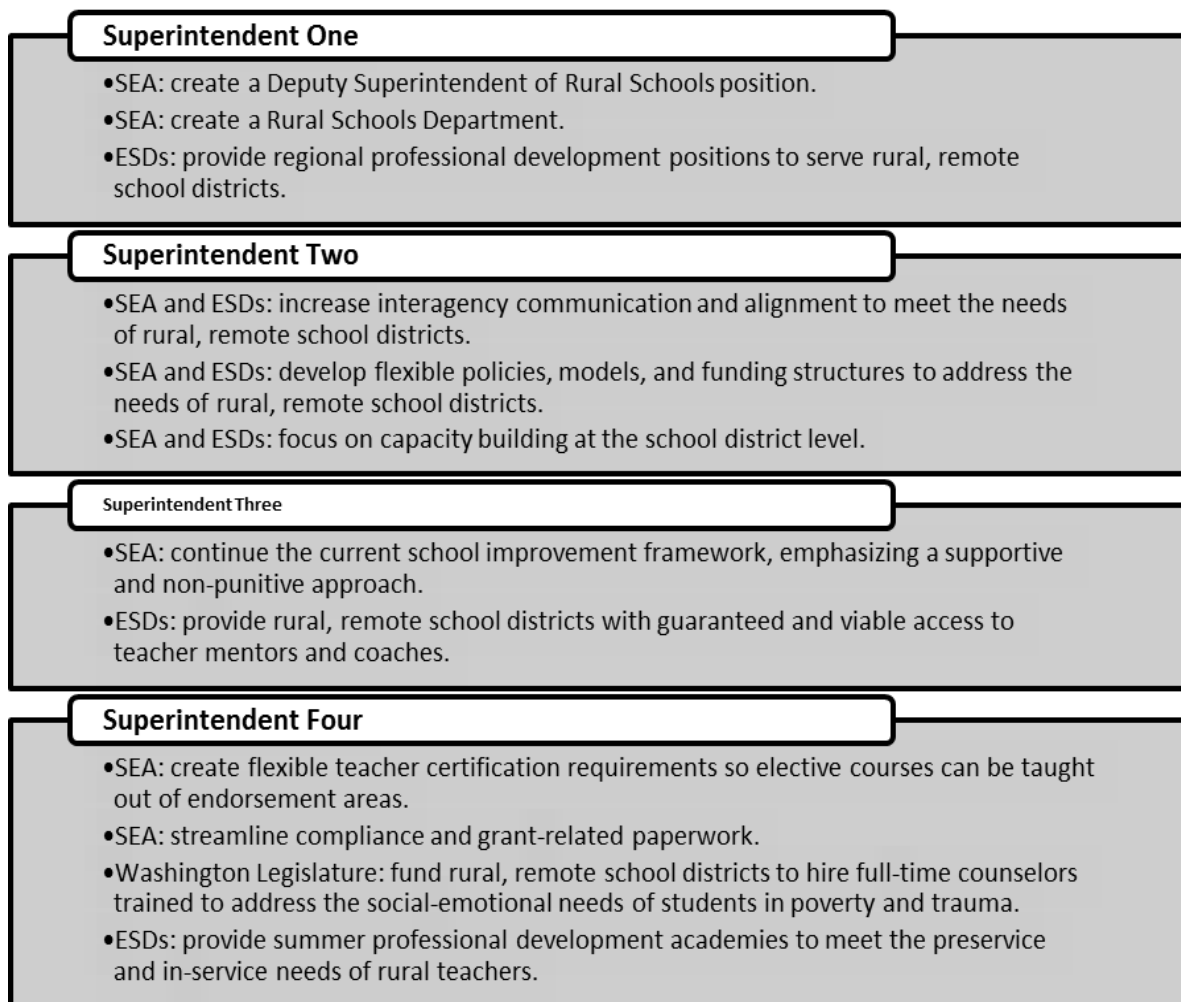 Superintendent One
•SEA: create a Deputy Superintendent of Rural Schools position.
•SEA: create a Rural Schools Department.
•ESDs: provide regional professional development positions to serve rural, remote
school districts.
Superintendent Two
•SEA and ESDs: increase interagency communication and alignment to meet the needs
of rural, remote school districts.
•SEA and ESDs: develop flexible policies, models, and funding structures to address the
needs of rural, remote school districts.
•SEA and ESDs: focus on capacity building at the school district level.
Superintendent Three
•SEA: continue the current school improvement framework, emphasizing a supportive
and non-punitive approach.
•ESDs: provide rural, remote school districts with guaranteed and viable access to
teacher mentors and coaches.
Superintendent Four
•SEA: create flexible teacher certification requirements so elective courses can be taught
out of endorsement areas.
•SEA: streamline compliance and grant-related paperwork.
•Washington Legislature: fund rural, remote school districts to hire full-time counselors
trained to address the social-emotional needs of students in poverty and trauma.
•ESDs: provide summer professional development academies to meet the preservice
and in-service needs of rural teachers.